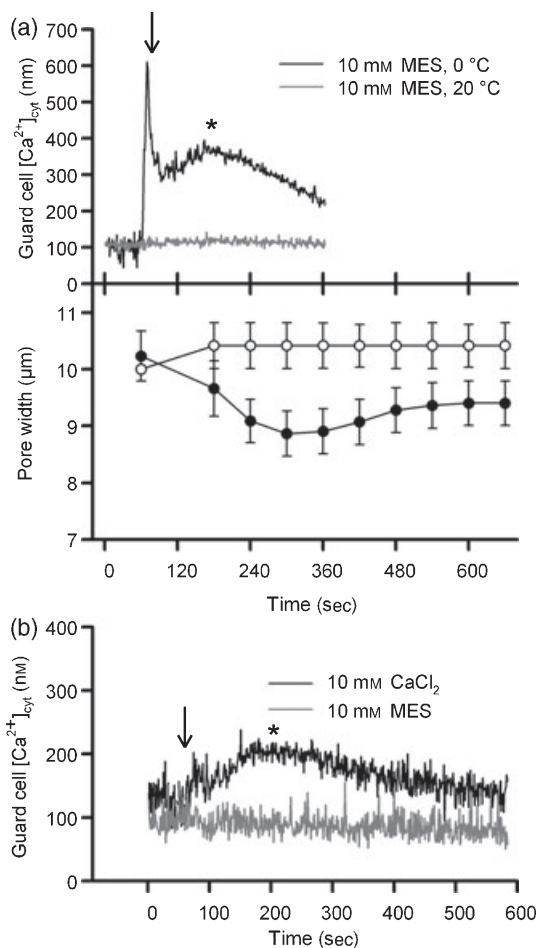 (a)
700
600
500
400
300
200
100
0
Guard cell [Ca2+]cyt (nM)
10 mM MES, 0 °C
10 mM MES, 20 °C
*
11
10
9
8
7
Pore width (µm)
0 120 240 360 480 600
Time (sec)
(b)
400
300
200
100
0
Guard cell [Ca2+]cyt (nM)
10 mM CaCl2
10 mM MES
*
0 100 200 300 400 500 600
Time (sec)